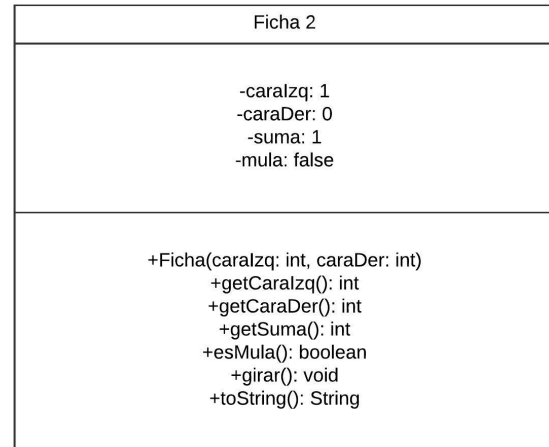 Ficha 2
-caraIzq: 1
-caraDer: 0
-suma: 1
-mula: false
+Ficha(caraIzq: int, caraDer: int)
+getCaraIzq(): int
+getCaraDer(): int
+getSuma(): int
+esMula(): boolean
+girar(): void
+toString(): String